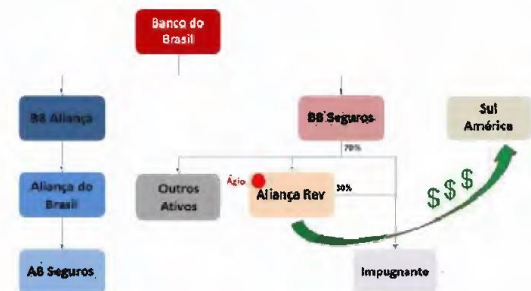 Banco do
Brasil
BB Aliança
BB Seguros
Sul
América
70%
Aliança do
Brasil
Outros
Ativos
Ágio
Aliança Rev
30%
$$$
AB Seguros
Impugnante